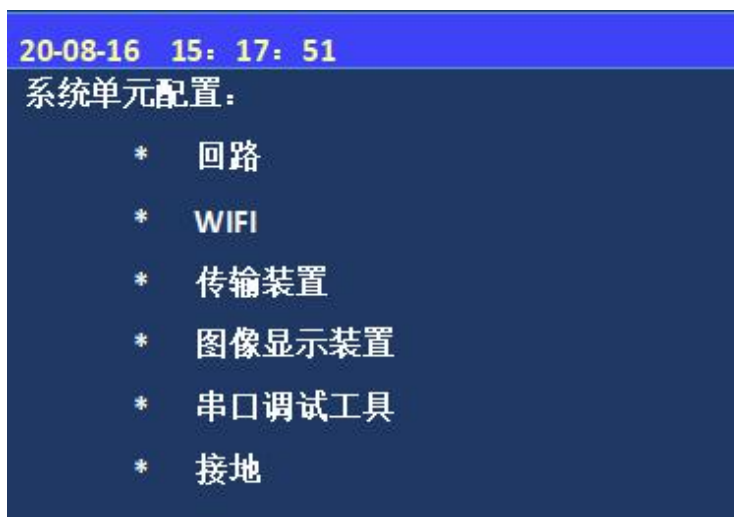 20-08-16 15：17：51
系统单元配置：
* 回路
* WIFI
* 传输装置
* 图像显示装置
* 串口调试工具
* 接地